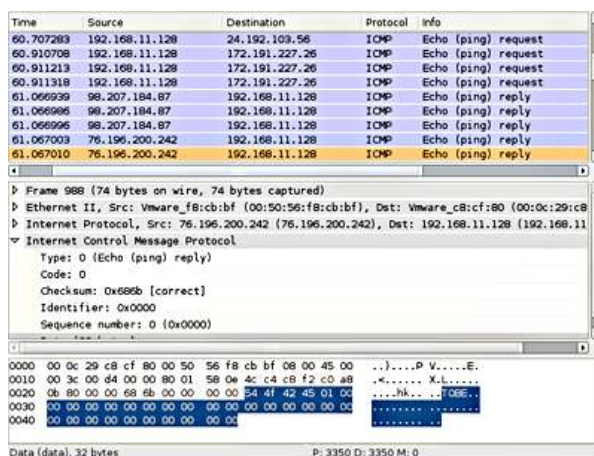 Time Source Destination Protocol Info
60.707283 192.168.11.128 24.192.103.56 ICMP Echo (ping) request
60.910708 192.168.11.128 172.191.227.26 ICMP Echo (ping) request
60.911213 192.168.11.128 172.191.227.26 ICMP Echo (ping) request
60.911318 192.168.11.128 172.191.227.26 ICMP Echo (ping) request
61.066939 98.207.184.87 192.168.11.128 ICMP Echo (ping) reply
61.066986 98.207.184.87 192.168.11.128 ICMP Echo (ping) reply
61.066996 98.207.184.87 192.168.11.128 ICMP Echo (ping) reply
61.067003 76.196.200.242 192.168.11.128 ICMP Echo (ping) reply
61.067010 76.196.200.242 192.168.11.128 ICMP Echo (ping) reply
Frame 988 (74 bytes on wire, 74 bytes captured)
Ethernet II, Src: Vmware_f8:cb:bf (00:50:56:f8:cb:bf), Dst: Vmware_c8:cf:80 (00:0c:29:c8
Internet Protocol, Src: 76.196.200.242 (76.196.200.242), Dst: 192.168.11.128 (192.168.11
Internet Control Message Protocol
Type: 0 (Echo (ping) reply)
Code: 0
Checksum: 0x686b [correct]
Identifier: 0x0000
Sequence number: 0 (0x0000)
0000 00 0c 29 c8 cf 80 00 50 56 f8 cb bf 08 00 45 00 ..)....P V.....E.
0010 00 3c 00 d4 00 00 80 01 58 0e 4c c4 c8 f2 c0 a8 .<...... X.L.....
0020 0b 80 00 00 68 6b 00 00 00 00 54 4f 42 45 01 00 ....hk.. ..TOBE..
0030 00 00 00 00 00 00 00 00 00 00 00 00 00 00 00 00 ........ ........
0040 00 00 00 00 00 00 00 00 00 00 ........ ..
Data (data), 32 bytes P: 3350 D: 3350 M: 0